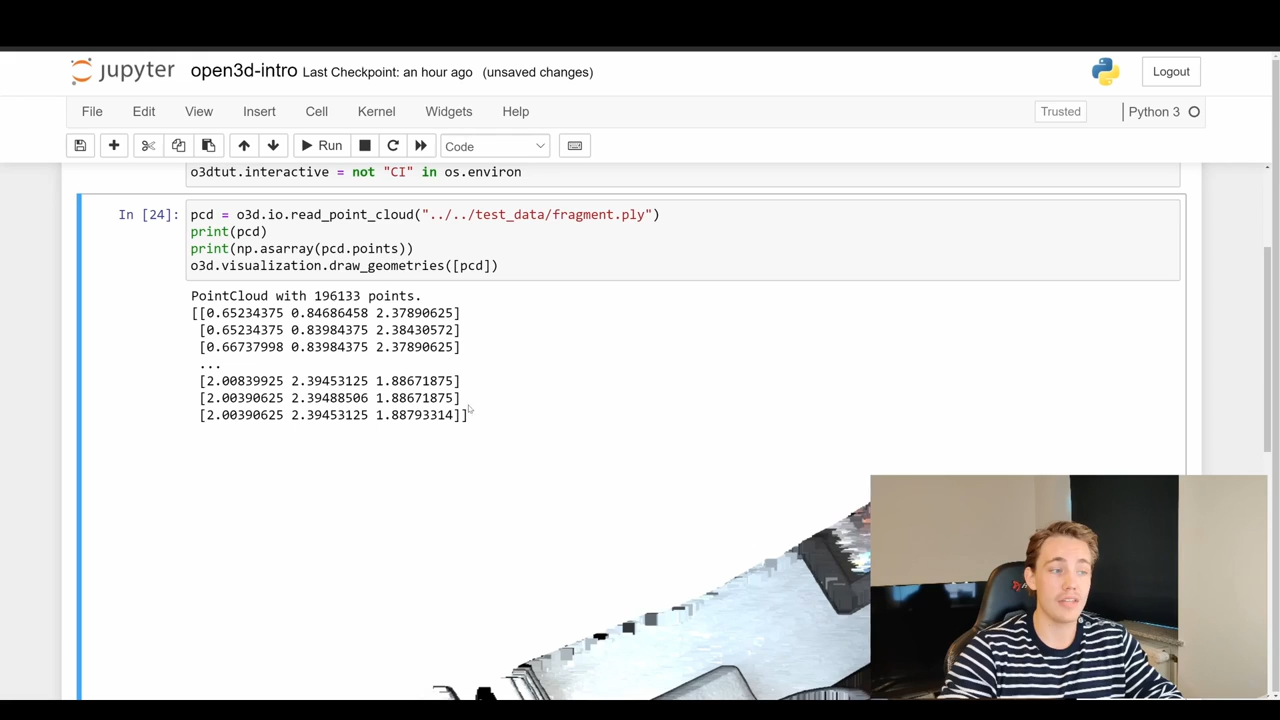 jupyter open3d-intro Last Checkpoint: an hour ago (unsaved changes)
Logout
File Edit View Insert Cell Kernel Widgets Help
Trusted
Python 3
Run
Code
o3dtut.interactive = not "CI" in os.environ
In [24]:
pcd = o3d.io.read_point_cloud("../../test_data/fragment.ply")
print(pcd)
print(np.asarray(pcd.points))
o3d.visualization.draw_geometries([pcd])
PointCloud with 196133 points.
[[0.65234375 0.84686458 2.37890625]
[0.65234375 0.83984375 2.38430572]
[0.66737998 0.83984375 2.37890625]
...
[2.00839925 2.39453125 1.88671875]
[2.00390625 2.39488506 1.88671875]
[2.00390625 2.39453125 1.88793314]]